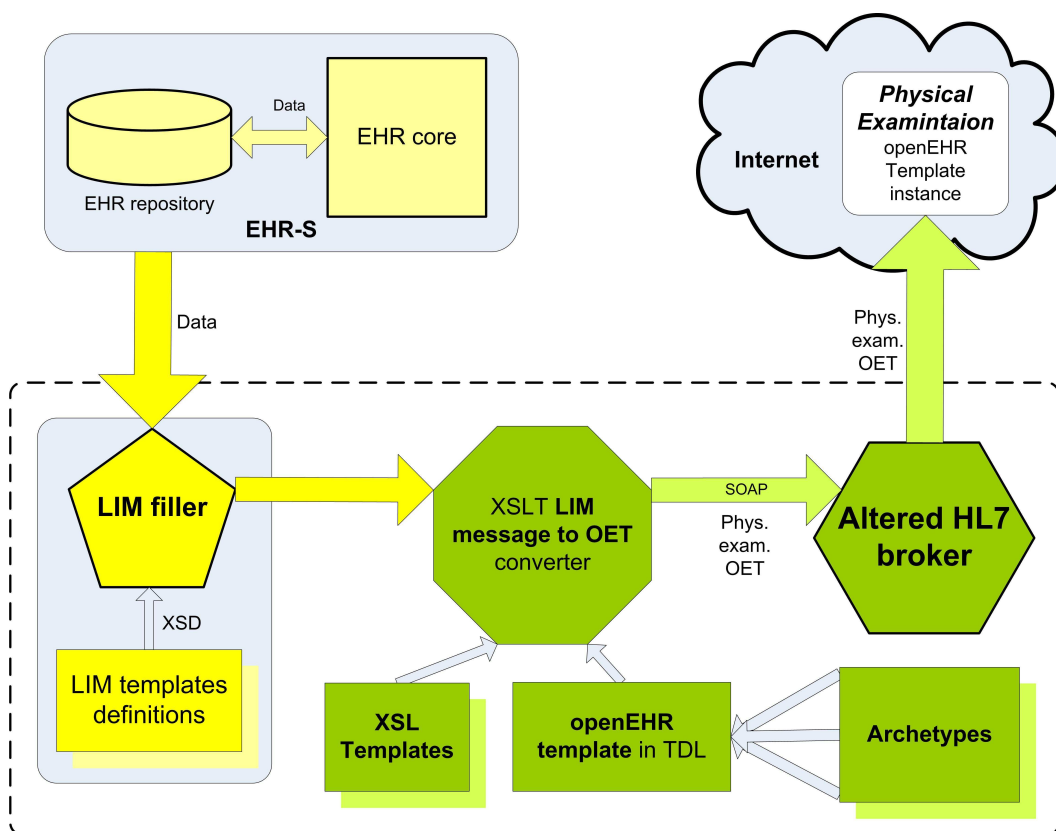 Data
EHR core
EHR repository
EHR-S
Physical
Examintaion
openEHR
Template
instance
Internet
Data
Phys.
exam.
OET
LIM filler
XSD
LIM templates
definitions
XSLT LIM
message to OET
converter
SOAP
Phys.
exam.
OET
Altered HL7
broker
XSL
Templates
openEHR
template in TDL
Archetypes